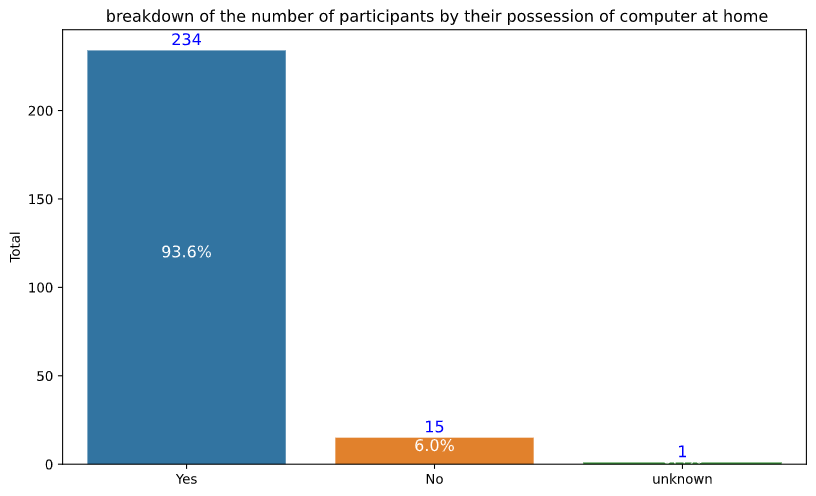 breakdown of the number of participants by their possession of computer at home
234
200
150
93.6%
Total
100
50
15
6.0%
1
0
Yes
No
unknown